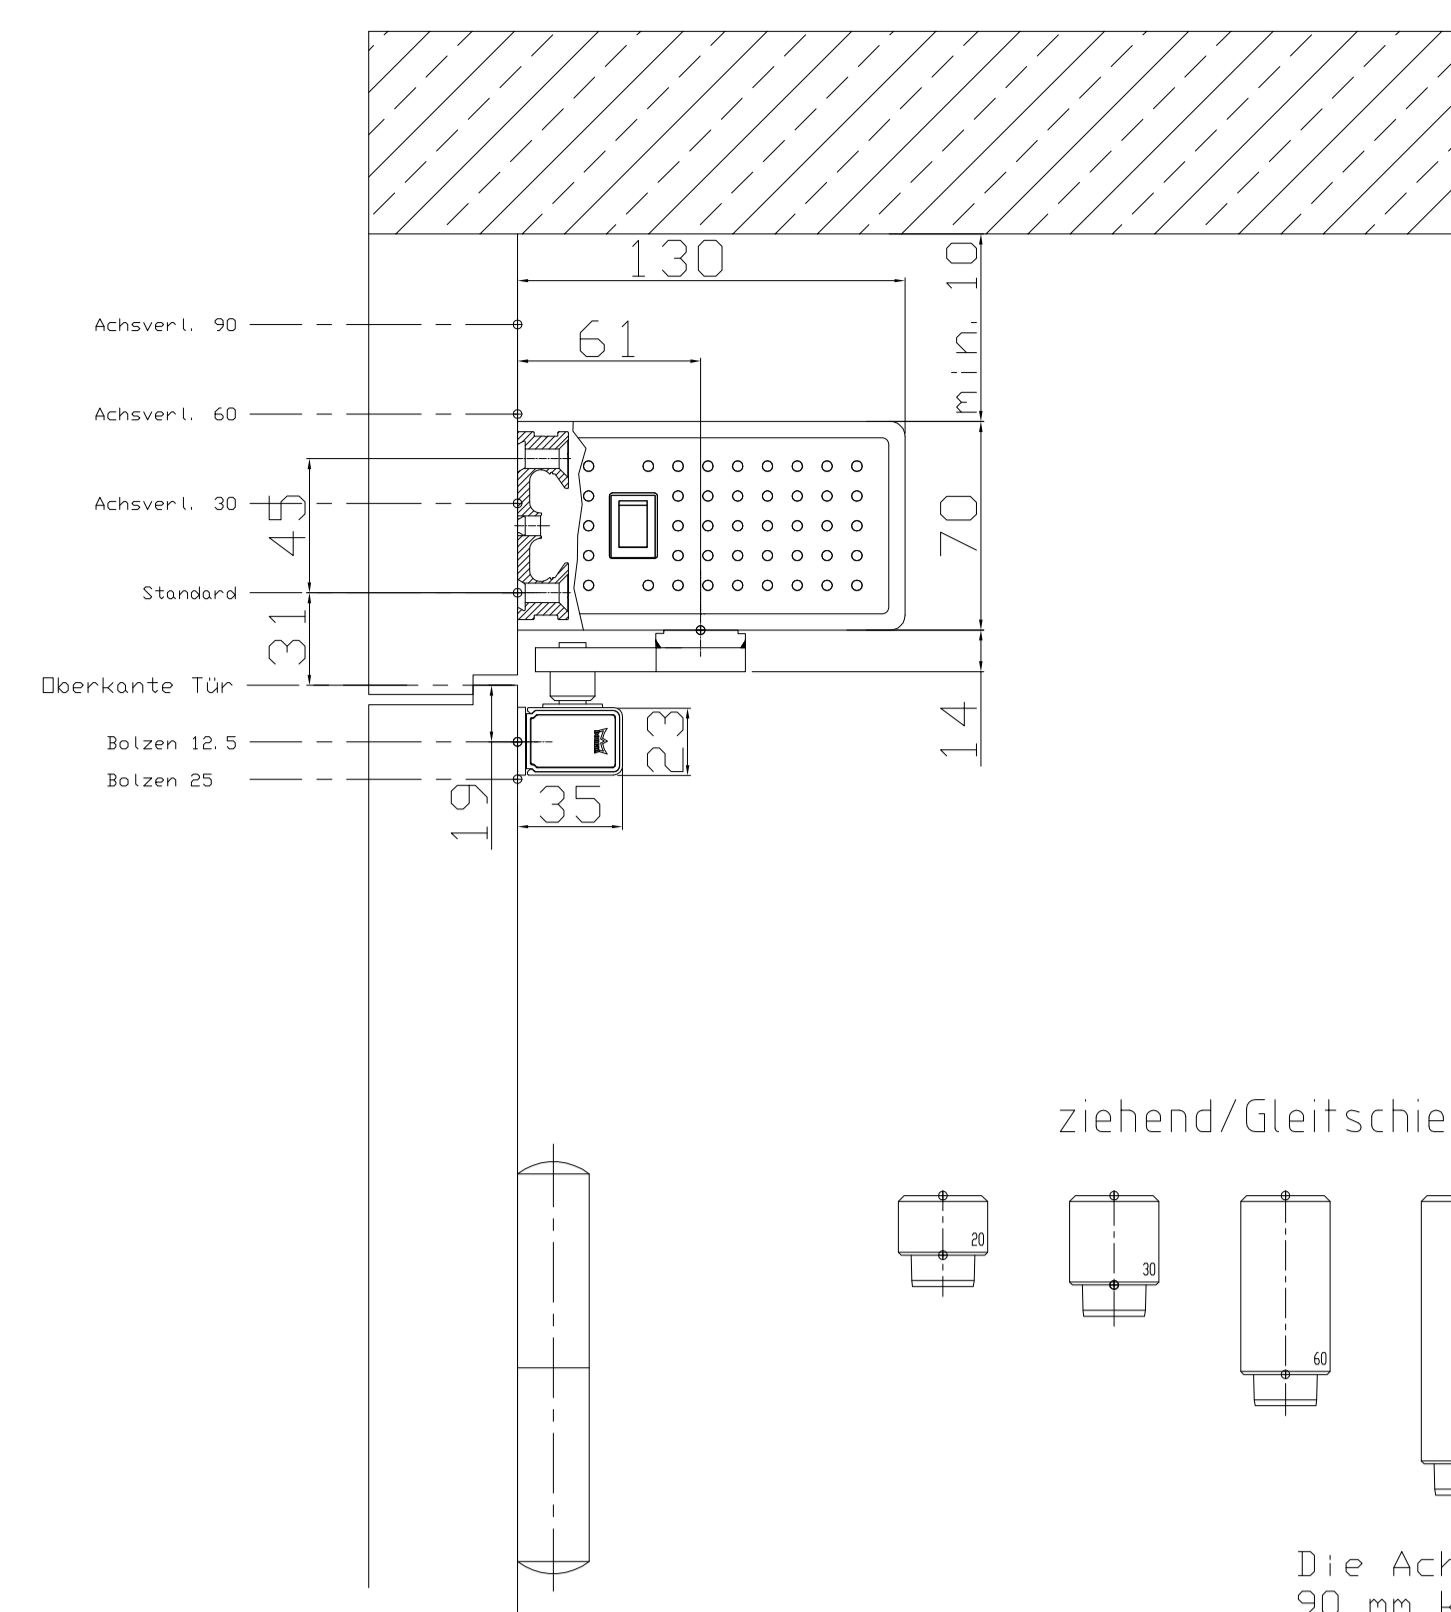 130
min. 10
Achsverl. 90
61
Achsverl. 60
45
Achsverl. 30
70
Standard
31
Oberkante Tür
14
Bolzen 12.5
23
Bolzen 25
19
35
ziehend/Gleitschie
20
30
60
Die Ach
90 mm k